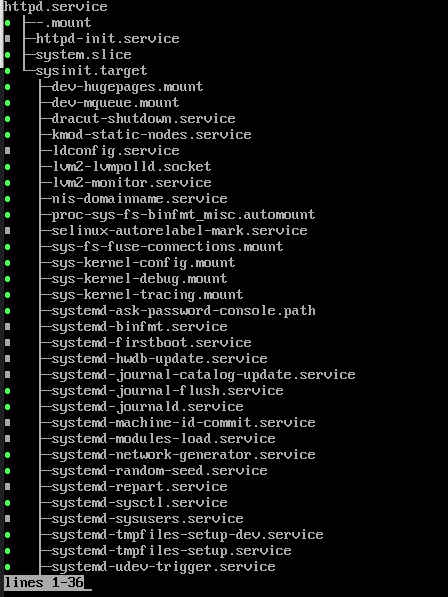 httpd.service
● ├─-.mount
■ ├─httpd-init.service
● ├─system.slice
● └─sysinit.target
●   ├─dev-hugepages.mount
●   ├─dev-mqueue.mount
●   ├─dracut-shutdown.service
●   ├─kmod-static-nodes.service
■   ├─ldconfig.service
●   ├─lvm2-lvmpolld.socket
●   ├─lvm2-monitor.service
●   ├─nis-domainname.service
●   ├─proc-sys-fs-binfmt_misc.automount
■   ├─selinux-autorelabel-mark.service
●   ├─sys-fs-fuse-connections.mount
●   ├─sys-kernel-config.mount
●   ├─sys-kernel-debug.mount
●   ├─sys-kernel-tracing.mount
●   ├─systemd-ask-password-console.path
■   ├─systemd-binfmt.service
■   ├─systemd-firstboot.service
■   ├─systemd-hwdb-update.service
■   ├─systemd-journal-catalog-update.service
●   ├─systemd-journal-flush.service
●   ├─systemd-journald.service
■   ├─systemd-machine-id-commit.service
■   ├─systemd-modules-load.service
●   ├─systemd-network-generator.service
●   ├─systemd-random-seed.service
■   ├─systemd-repart.service
●   ├─systemd-sysctl.service
■   ├─systemd-sysusers.service
●   ├─systemd-tmpfiles-setup-dev.service
●   ├─systemd-tmpfiles-setup.service
●   ├─systemd-udev-trigger.service
lines 1-36